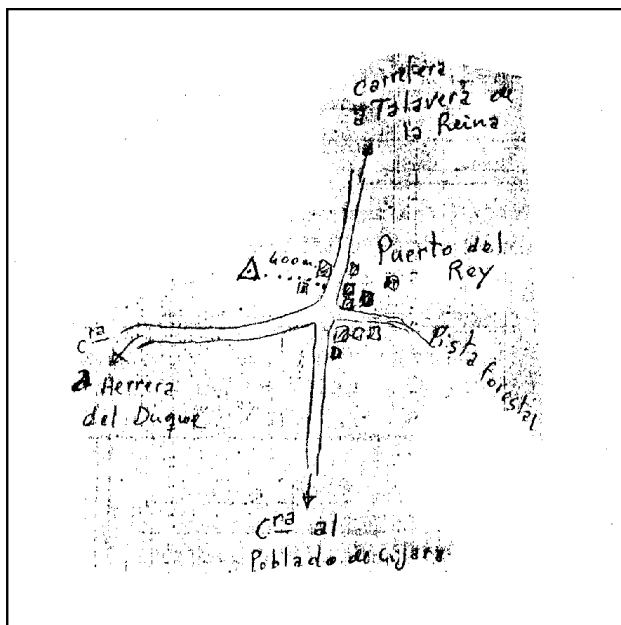 Carretera
a Talavera de
la Reina
400m.
Puerto del
Rey
Cra
a Herrera
del Duque
Pista forestal
Cra al
Poblado de Cijara